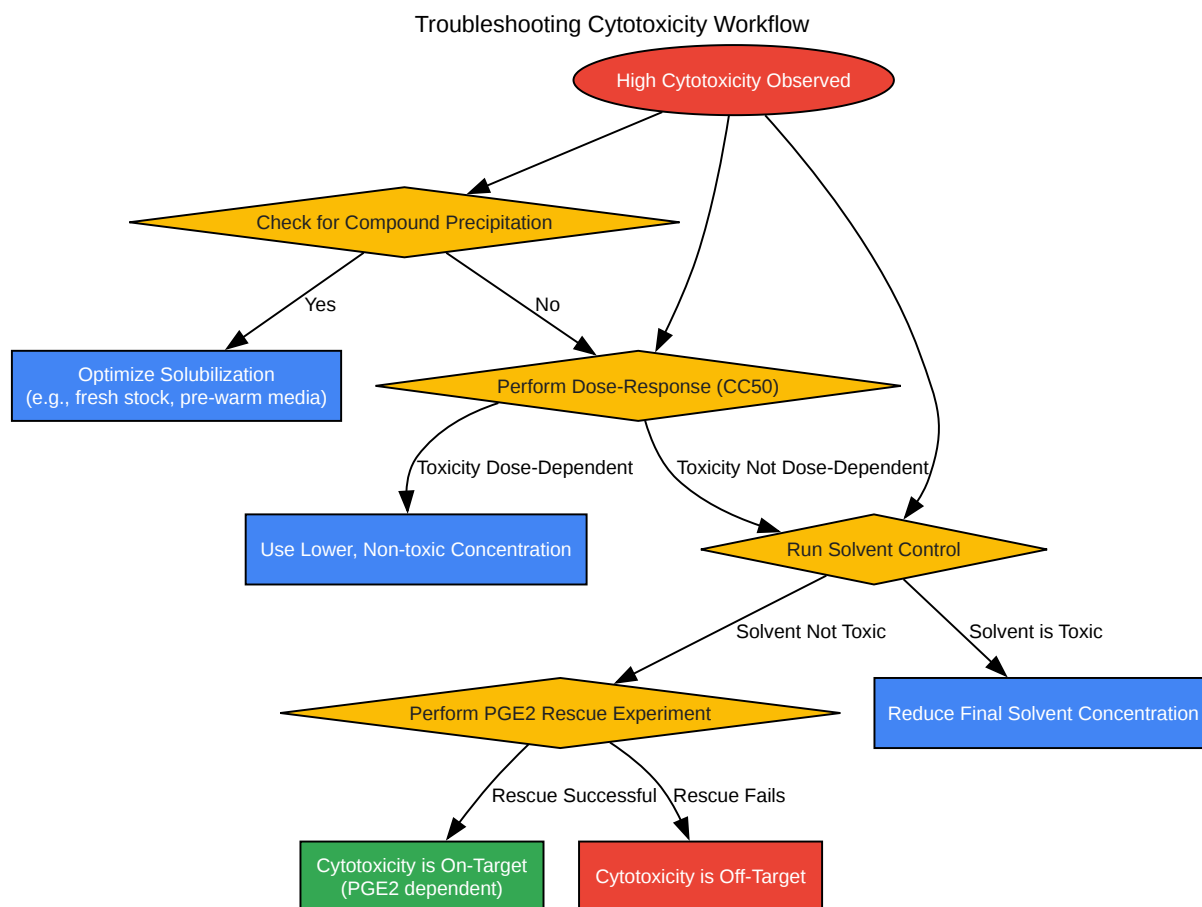 Troubleshooting Cytotoxicity Workflow
High Cytotoxicity Observed
Check for Compound Precipitation
Yes
No
Optimize Solubilization
(e.g., fresh stock, pre-warm media)
Perform Dose-Response (CC50)
Toxicity Dose-Dependent
Toxicity Not Dose-Dependent
Use Lower, Non-toxic Concentration
Run Solvent Control
Solvent Not Toxic
Solvent is Toxic
Perform PGE2 Rescue Experiment
Reduce Final Solvent Concentration
Rescue Successful
Rescue Fails
Cytotoxicity is On-Target
(PGE2 dependent)
Cytotoxicity is Off-Target